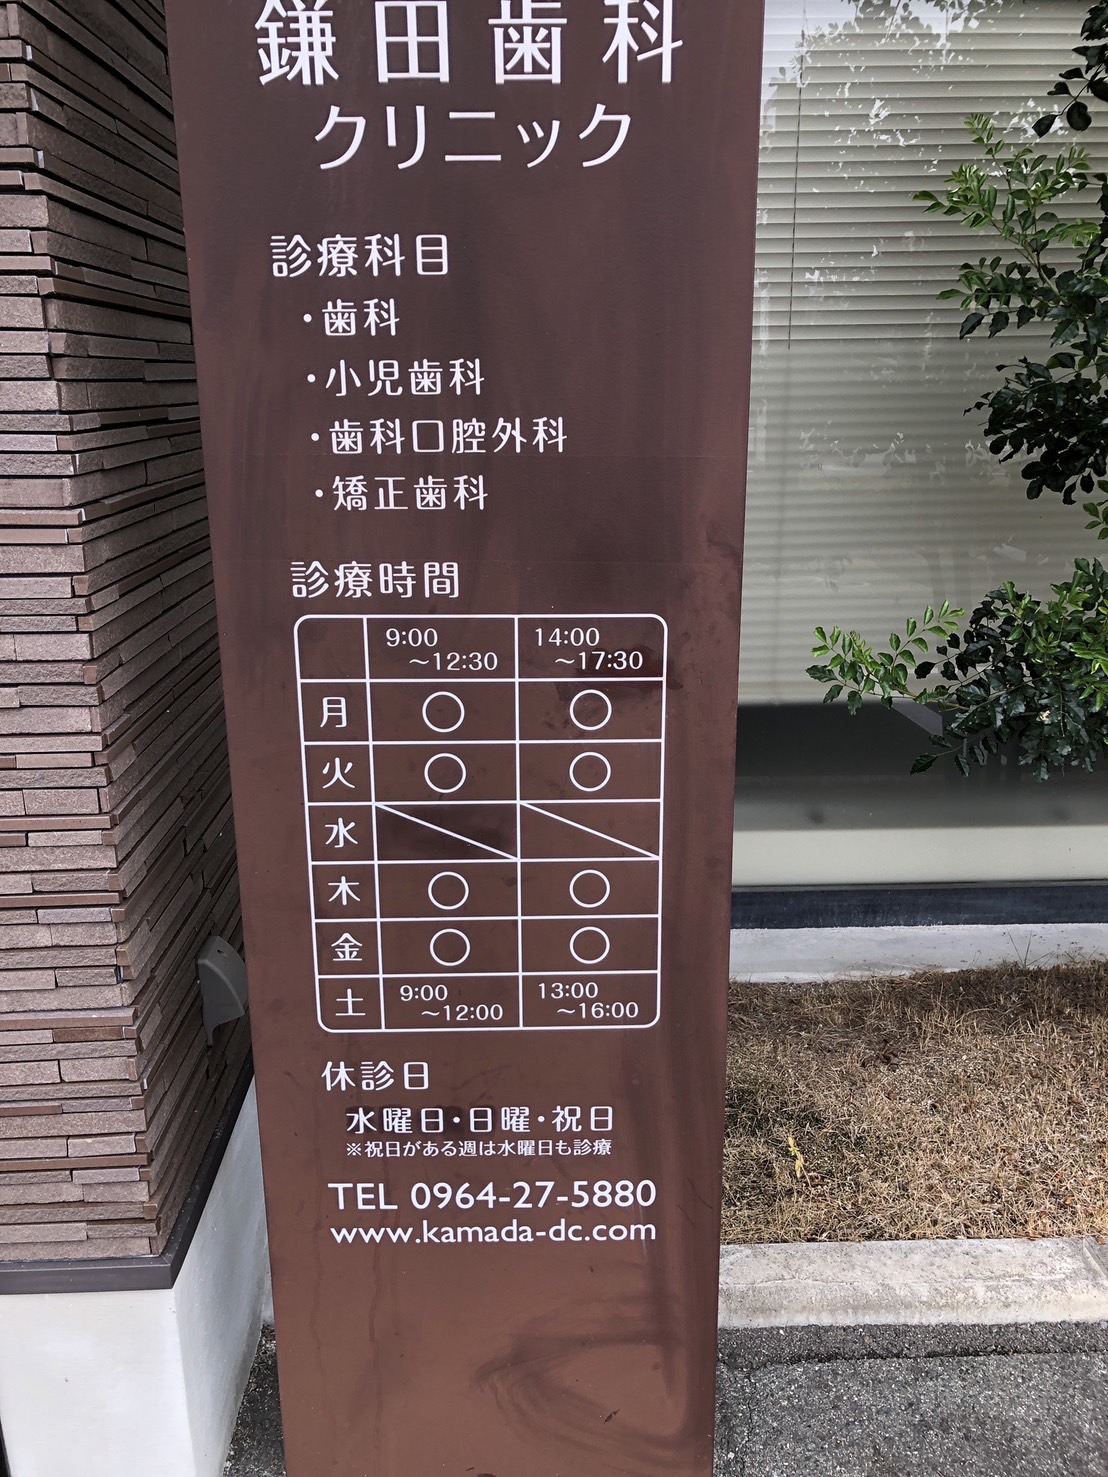 鎌田歯科
クリニック
診療科目
・歯科
・小児歯科
・歯科口腔外科
・矯正歯科
診療時間
9:00～12:30 14:00～17:30
月 ○ ○
火 ○ ○
水
木 ○ ○
金 ○ ○
土 9:00～12:00 13:00～16:00
休診日
水曜日・日曜・祝日
※祝日がある週は水曜日も診療
TEL 0964-27-5880
www.kamada-dc.com